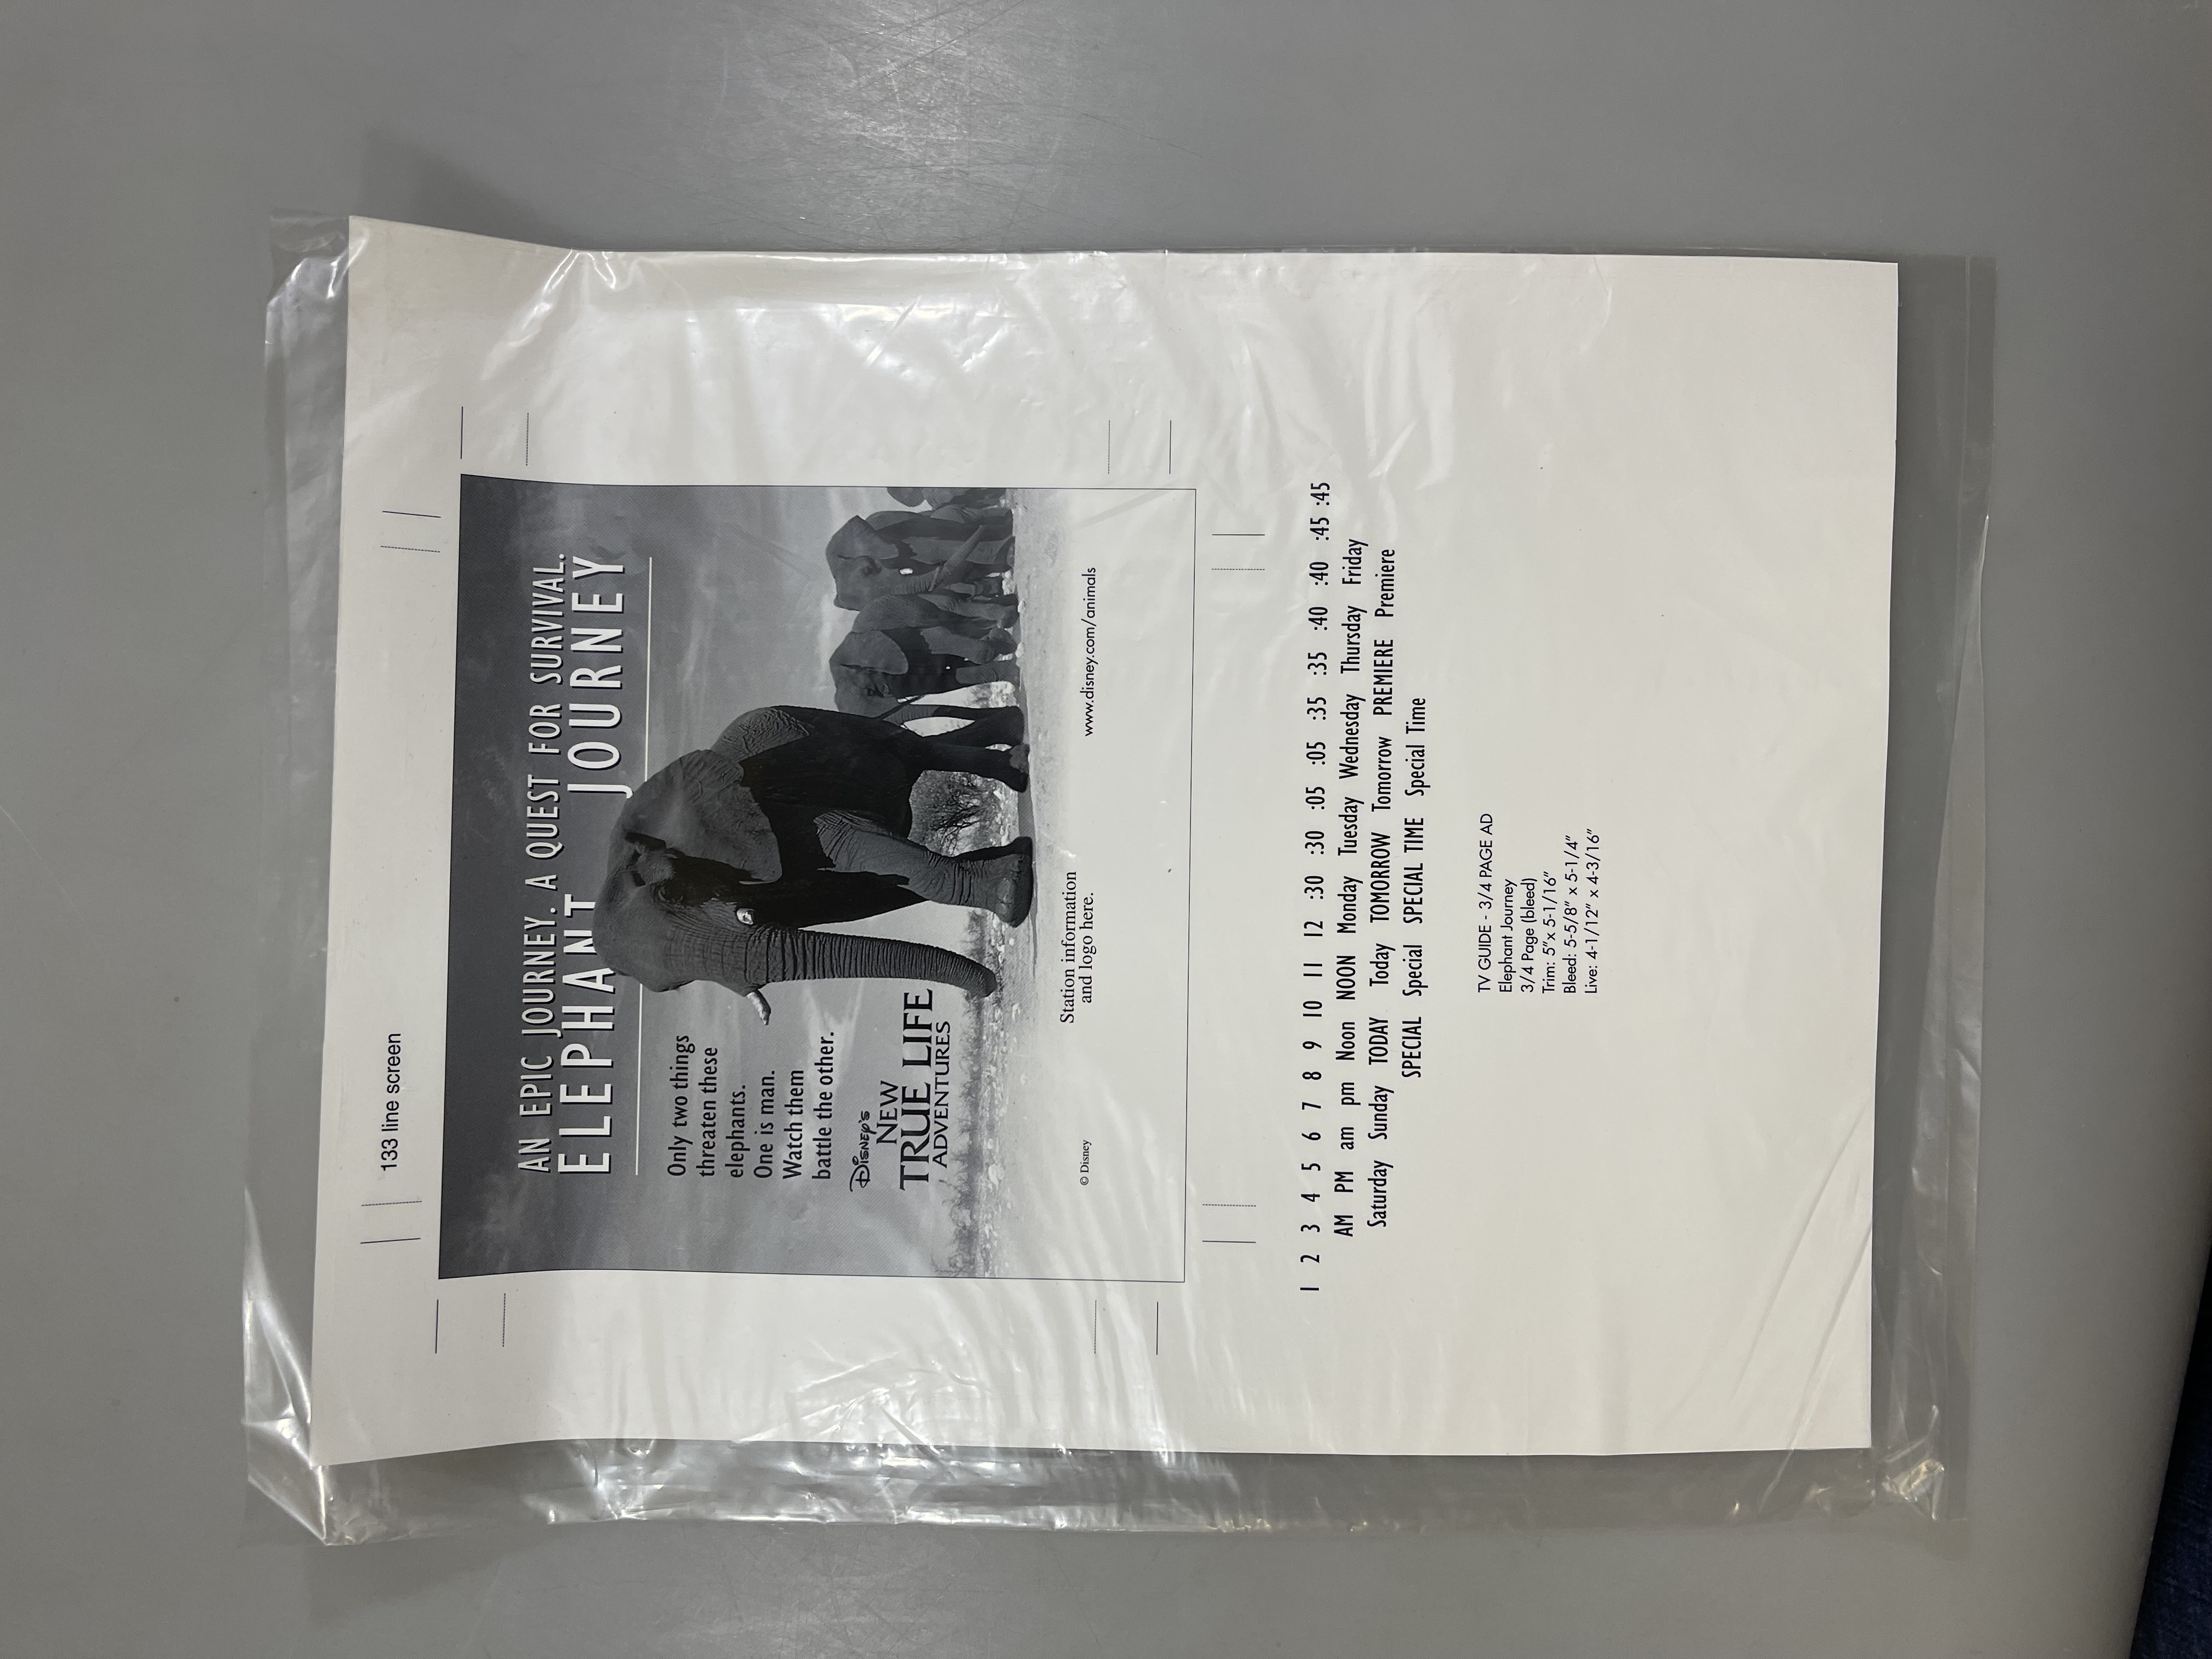 133 line screen
AN EPIC JOURNEY. A QUEST FOR SURVIVAL.
ELEPHANT JOURNEY
Only two things
threaten these
elephants.
One is man.
Watch them
battle the other.
Disney's
NEW
TRUE LIFE
ADVENTURES
Station information
and logo here.
© Disney
www.disney.com/animals
1 2 3 4 5 6 7 8 9 10 11 12 :30 :30 :05 :05 :35 :35 :40 :40 :45 :45
AM PM am pm Noon NOON Monday Tuesday Wednesday Thursday Friday
Saturday Sunday TODAY Today TOMORROW Tomorrow PREMIERE Premiere
SPECIAL Special SPECIAL TIME Special Time
TV GUIDE - 3/4 PAGE AD
Elephant Journey
3/4 Page (bleed)
Trim: 5" x 5-1/16"
Bleed: 5-5/8" x 5-1/4"
Live: 4-1/12" x 4-3/16"